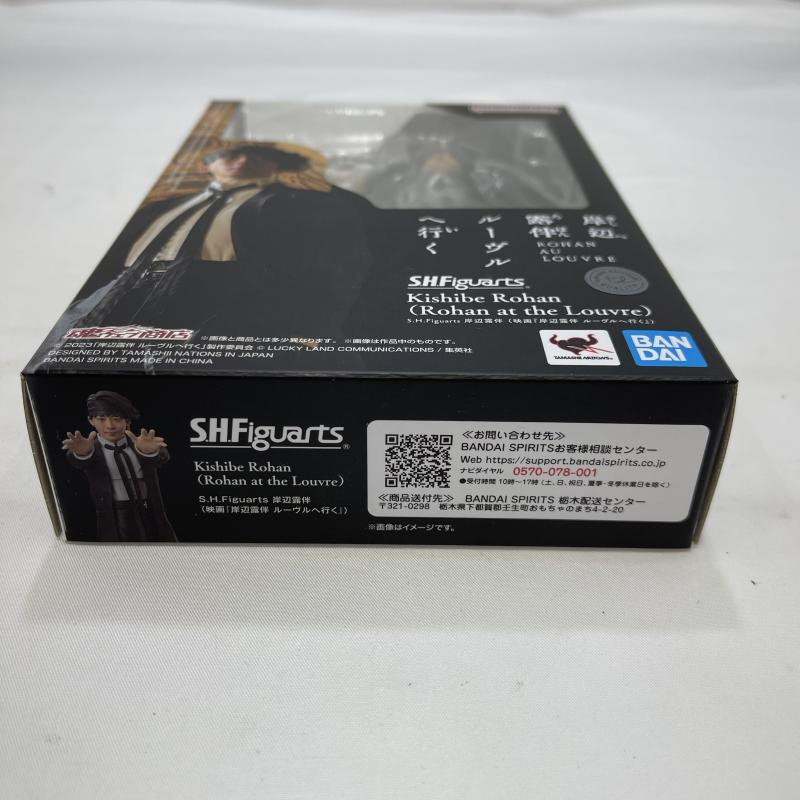 岸辺
露伴
ルーヴル
へ行く
ROHAN
AU
LOUVRE
S.H.Figuarts
Kishibe Rohan
(Rohan at the Louvre)
S.H.Figuarts 岸辺露伴 (映画『岸辺露伴 ルーヴルへ行く』)
魂ウェブ商店
※画像と商品とは多少異なります。 ※画像は作品中のものです。
© 2023「岸辺露伴 ルーヴルへ行く」製作委員会 © LUCKY LAND COMMUNICATIONS / 集英社
DESIGNED BY TAMASHII NATIONS IN JAPAN
BANDAI SPIRITS MADE IN CHINA
TAMASHII NATIONS
BAN
DAI
S.H.Figuarts
Kishibe Rohan
(Rohan at the Louvre)
S.H.Figuarts 岸辺露伴
(映画『岸辺露伴 ルーヴルへ行く』)
≪お問い合わせ先≫
BANDAI SPIRITSお客様相談センター
Web https://support.bandaispirits.co.jp
ナビダイヤル 0570-078-001
●受付時間 10時〜17時 (土、日、祝日、夏季・冬季休業日を除く)
≪商品送付先≫ BANDAI SPIRITS 栃木配送センター
〒321-0298 栃木県下都賀郡壬生町おもちゃのまち4-2-20
※画像はイメージです。